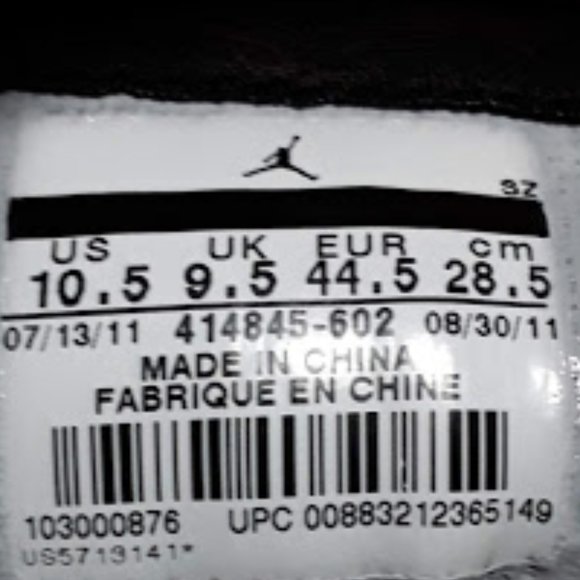 SZ
US UK EUR cm
10.5 9.5 44.5 28.5
07/13/11 414845-602 08/30/11
MADE IN CHINA
FABRIQUE EN CHINE
103000876 UPC 00883212365149
US5713141*